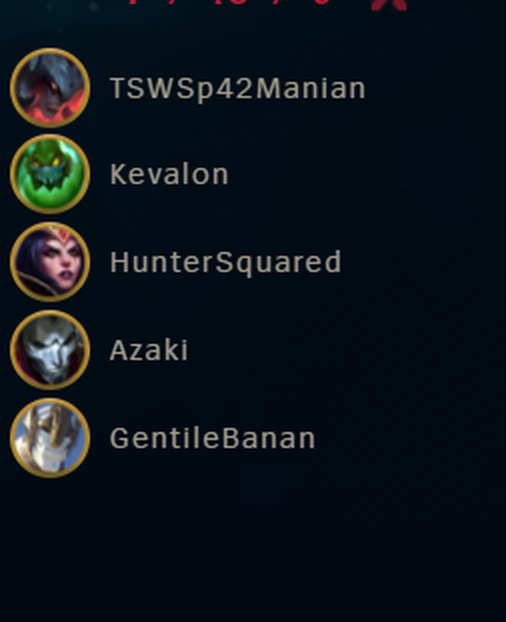 TSWSp42Manian
Kevalon
HunterSquared
Azaki
GentileBanan